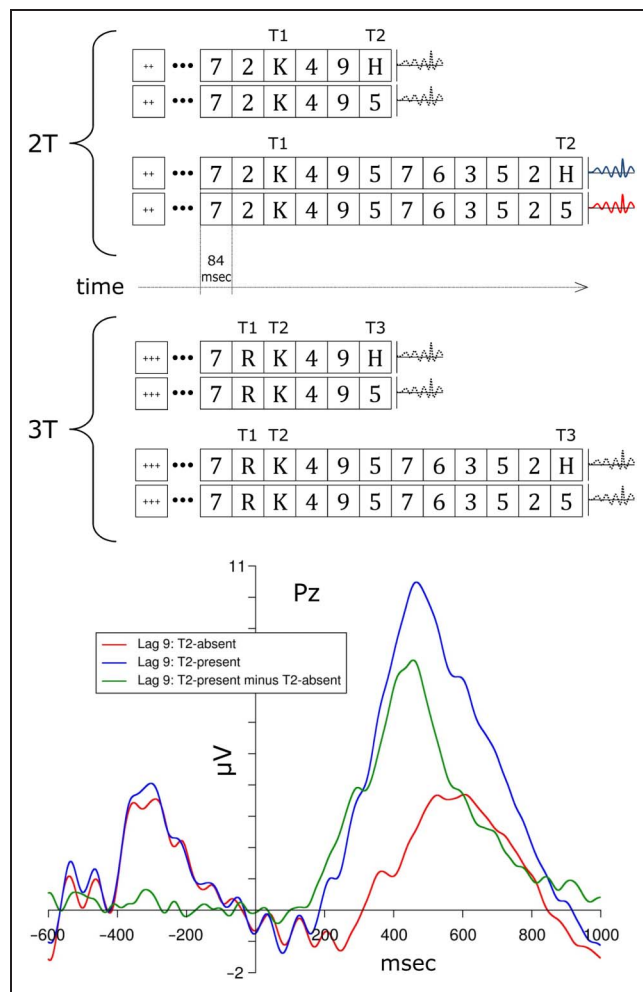 T1 T2
++ ••• 7 2 K 4 9 H
++ ••• 7 2 K 4 9 5
2T
T1 T2
++ ••• 7 2 K 4 9 5 7 6 3 5 2 H
++ ••• 7 2 K 4 9 5 7 6 3 5 2 5
84
msec
time
T1 T2 T3
+++ ••• 7 R K 4 9 H
+++ ••• 7 R K 4 9 5
3T
T3
T1 T2
+++ ••• 7 R K 4 9 5 7 6 3 5 2 H
+++ ••• 7 R K 4 9 5 7 6 3 5 2 5
11
Pz
Lag 9: T2-absent
Lag 9: T2-present
Lag 9: T2-present minus T2-absent
µV
−600 −400 −200 200 400 600 800 1000
msec
-2